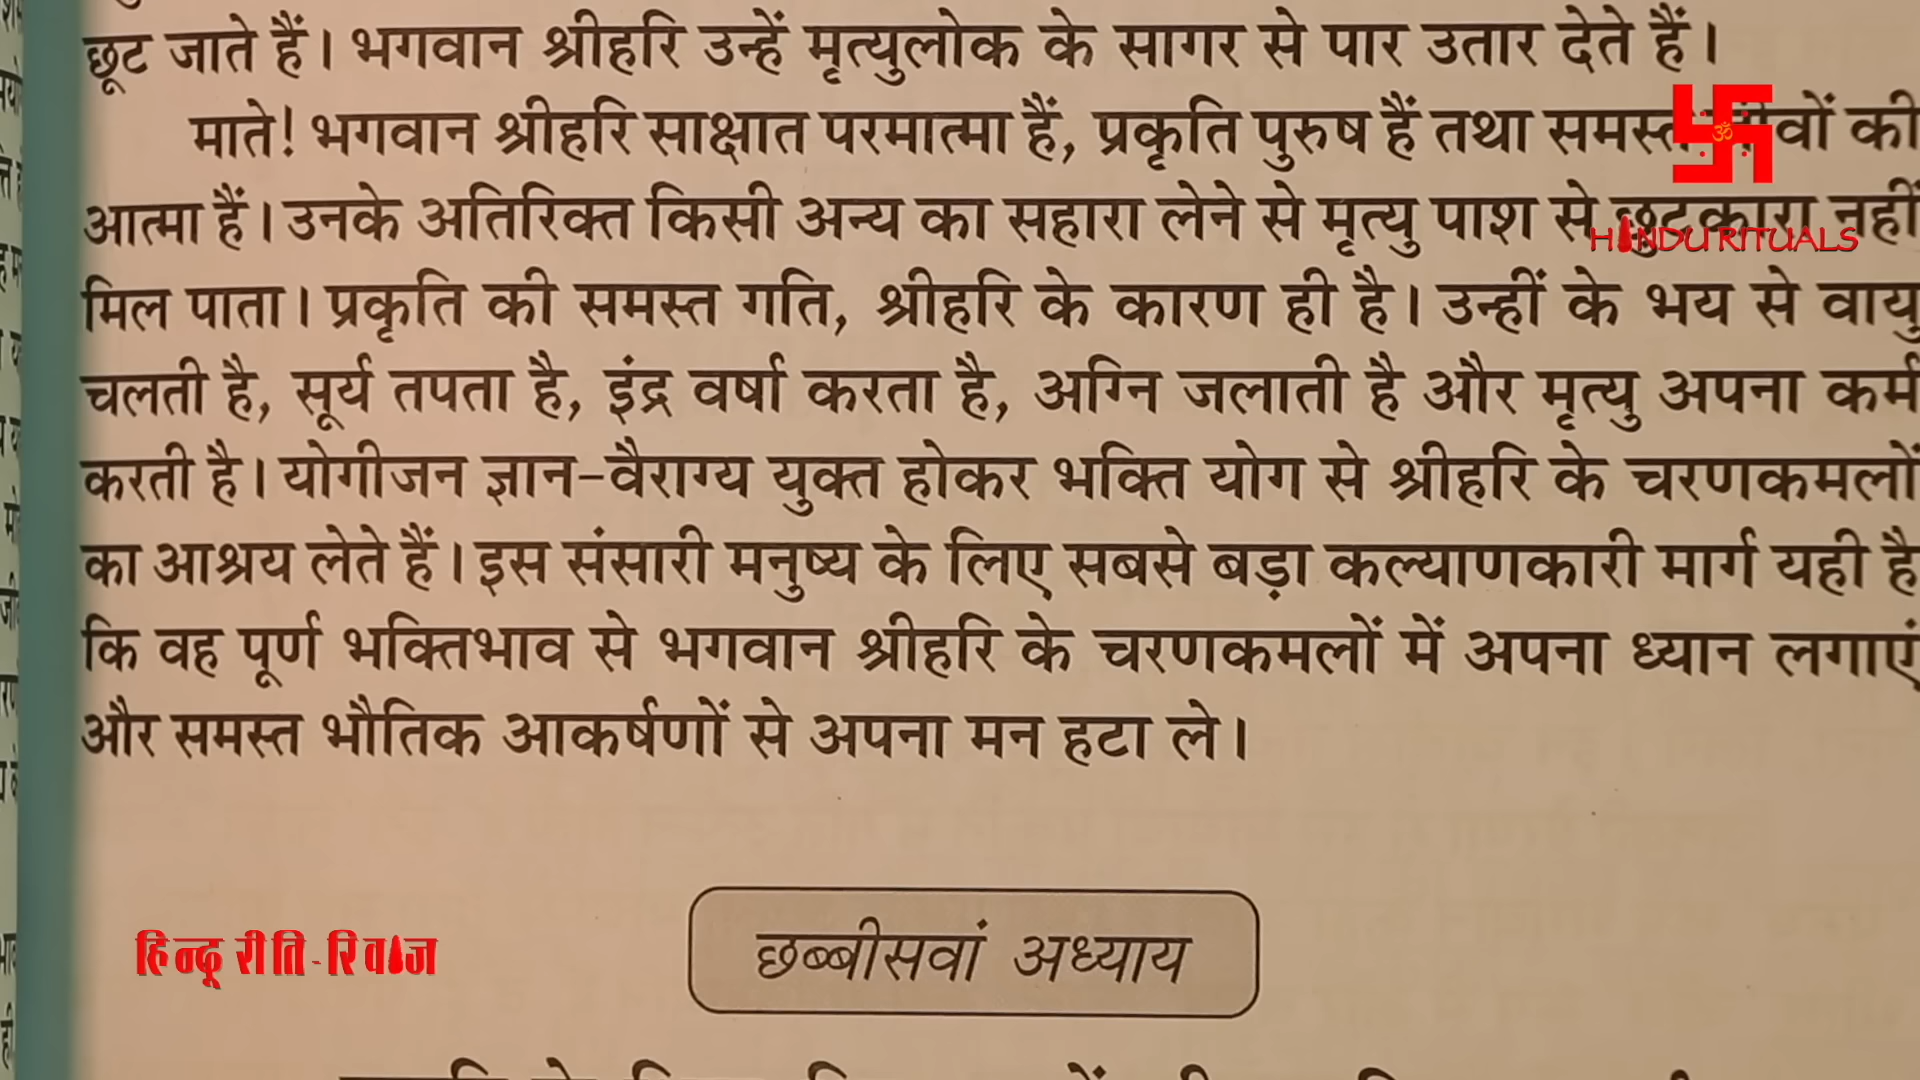 छूट जाते हैं। भगवान श्रीहरि उन्हें मृत्युलोक के सागर से पार उतार देते हैं।
माते! भगवान श्रीहरि साक्षात परमात्मा हैं, प्रकृति पुरुष हैं तथा समस्त की
आत्मा हैं। उनके अतिरिक्त किसी अन्य का सहारा लेने से मृत्यु पाश से छुटकारा नहीं
HINDU RITUALS
मिल पाता। प्रकृति की समस्त गति, श्रीहरि के कारण ही है। उन्हीं के भय से वायु
चलती है, सूर्य तपता है, इंद्र वर्षा करता है, अग्नि जलाती है और मृत्यु अपना कर्म
करती है। योगीजन ज्ञान-वैराग्य युक्त होकर भक्ति योग से श्रीहरि के चरणकमलों
का आश्रय लेते हैं। इस संसारी मनुष्य के लिए सबसे बड़ा कल्याणकारी मार्ग यही है
कि वह पूर्ण भक्तिभाव से भगवान श्रीहरि के चरणकमलों में अपना ध्यान लगाएं
और समस्त भौतिक आकर्षणों से अपना मन हटा ले।
हिन्दू रीति-रिवाज
छब्बीसवां अध्याय